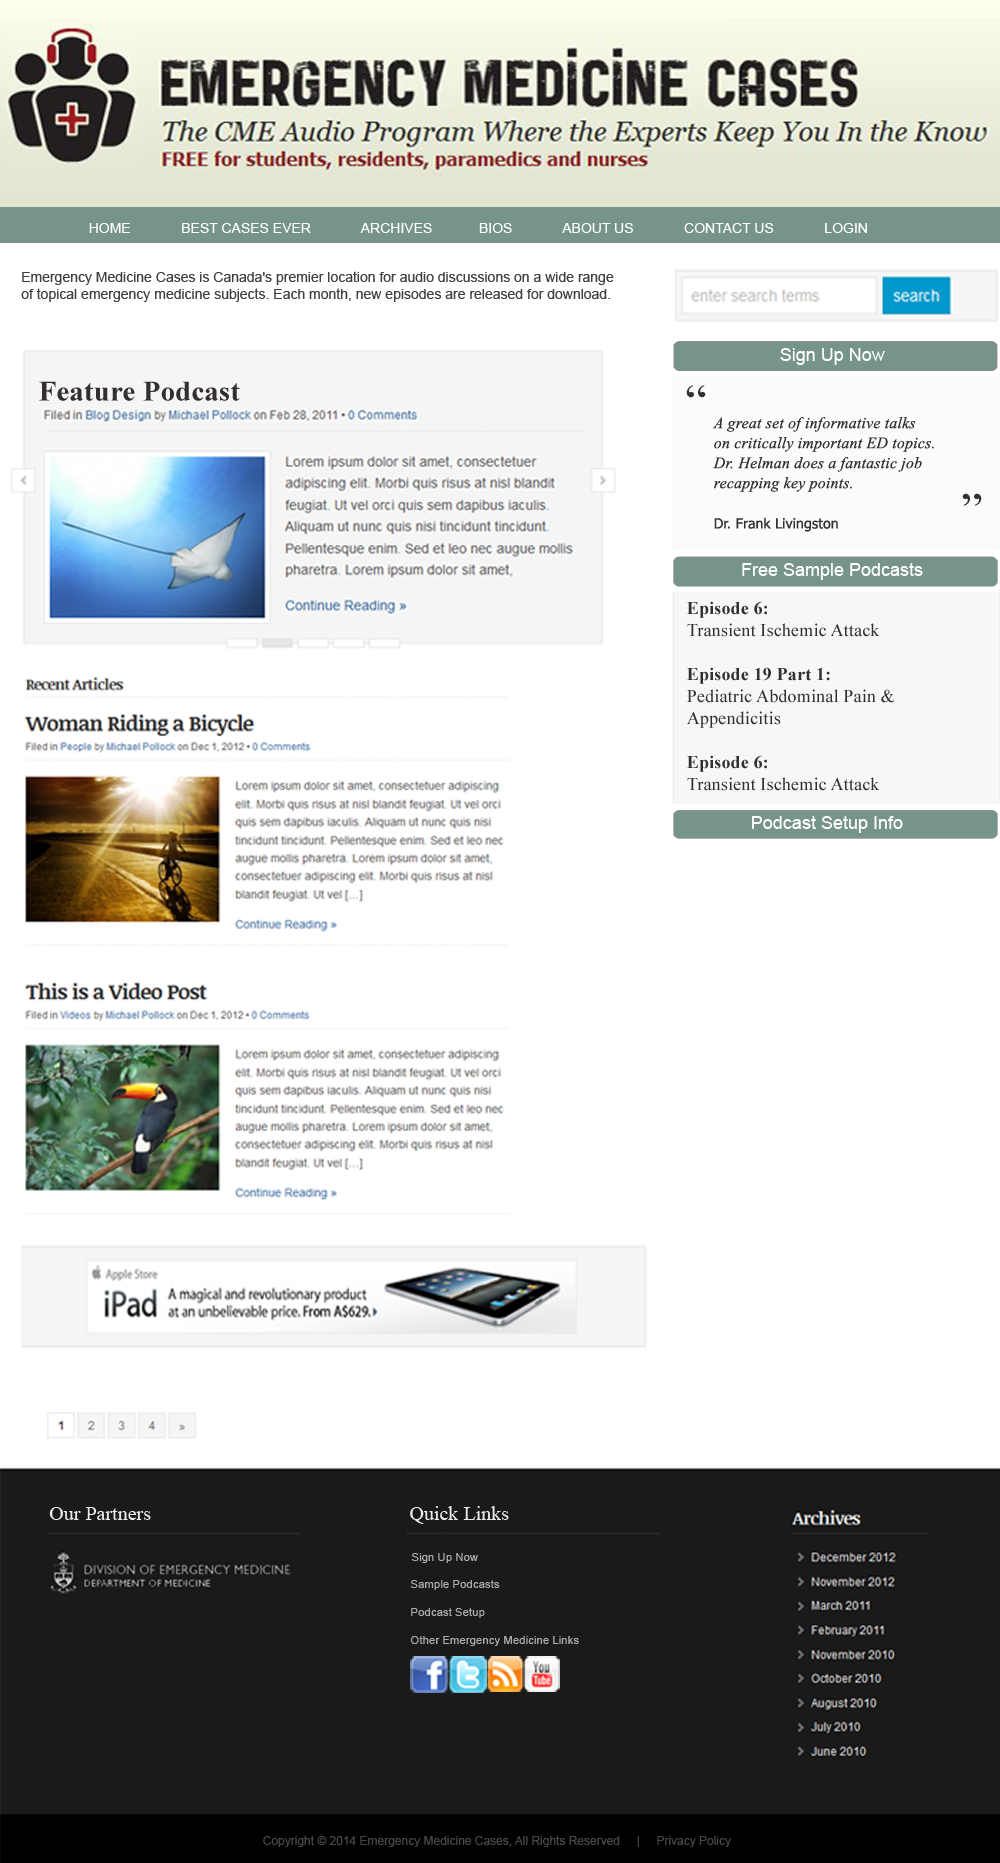 EMERGENCY MEDICINE CASES
The CME Audio Program Where the Experts Keep You In the Know
FREE for students, residents, paramedics and nurses
HOME BEST CASES EVER ARCHIVES BIOS ABOUT US CONTACT US LOGIN
Emergency Medicine Cases is Canada's premier location for audio discussions on a wide range
of topical emergency medicine subjects. Each month, new episodes are released for download.
Feature Podcast
Filed in Blog Design by Michael Pollock on Feb 28, 2011 • 0 Comments
Lorem ipsum dolor sit amet, consectetuer
adipiscing elit. Morbi quis risus at nisl blandit
feugiat. Ut vel orci quis sem dapibus iaculis.
Aliquam ut nunc quis nisi tincidunt tincidunt.
Pellentesque enim. Sed et leo nec augue mollis
pharetra. Lorem ipsum dolor sit amet,
Continue Reading »
Recent Articles
Woman Riding a Bicycle
Filed in People by Michael Pollock on Dec 1, 2012 • 0 Comments
Lorem ipsum dolor sit amet, consectetuer adipiscing
elit. Morbi quis risus at nisl blandit feugiat. Ut vel orci
quis sem dapibus iaculis. Aliquam ut nunc quis nisi
tincidunt tincidunt. Pellentesque enim. Sed et leo nec
augue mollis pharetra. Lorem ipsum dolor sit amet,
consectetuer adipiscing elit. Morbi quis risus at nisl
blandit feugiat. Ut vel [...]
Continue Reading »
This is a Video Post
Filed in Videos by Michael Pollock on Dec 1, 2012 • 0 Comments
Lorem ipsum dolor sit amet, consectetuer adipiscing
elit. Morbi quis risus at nisl blandit feugiat. Ut vel orci
quis sem dapibus iaculis. Aliquam ut nunc quis nisi
tincidunt tincidunt. Pellentesque enim. Sed et leo nec
augue mollis pharetra. Lorem ipsum dolor sit amet,
consectetuer adipiscing elit. Morbi quis risus at nisl
blandit feugiat. Ut vel [...]
Continue Reading »
Apple Store
iPad
A magical and revolutionary product
at an unbelievable price. From A$629.
1 2 3 4 »
enter search terms search
Sign Up Now
“
A great set of informative talks
on critically important ED topics.
Dr. Helman does a fantastic job
recapping key points.
”
Dr. Frank Livingston
Free Sample Podcasts
Episode 6:
Transient Ischemic Attack
Episode 19 Part 1:
Pediatric Abdominal Pain &
Appendicitis
Episode 6:
Transient Ischemic Attack
Podcast Setup Info
Our Partners
DIVISION OF EMERGENCY MEDICINE
DEPARTMENT OF MEDICINE
Quick Links
Sign Up Now
Sample Podcasts
Podcast Setup
Other Emergency Medicine Links
You Tube
Archives
December 2012
November 2012
March 2011
February 2011
November 2010
October 2010
August 2010
July 2010
June 2010
Copyright © 2014 Emergency Medicine Cases, All Rights Reserved | Privacy Policy